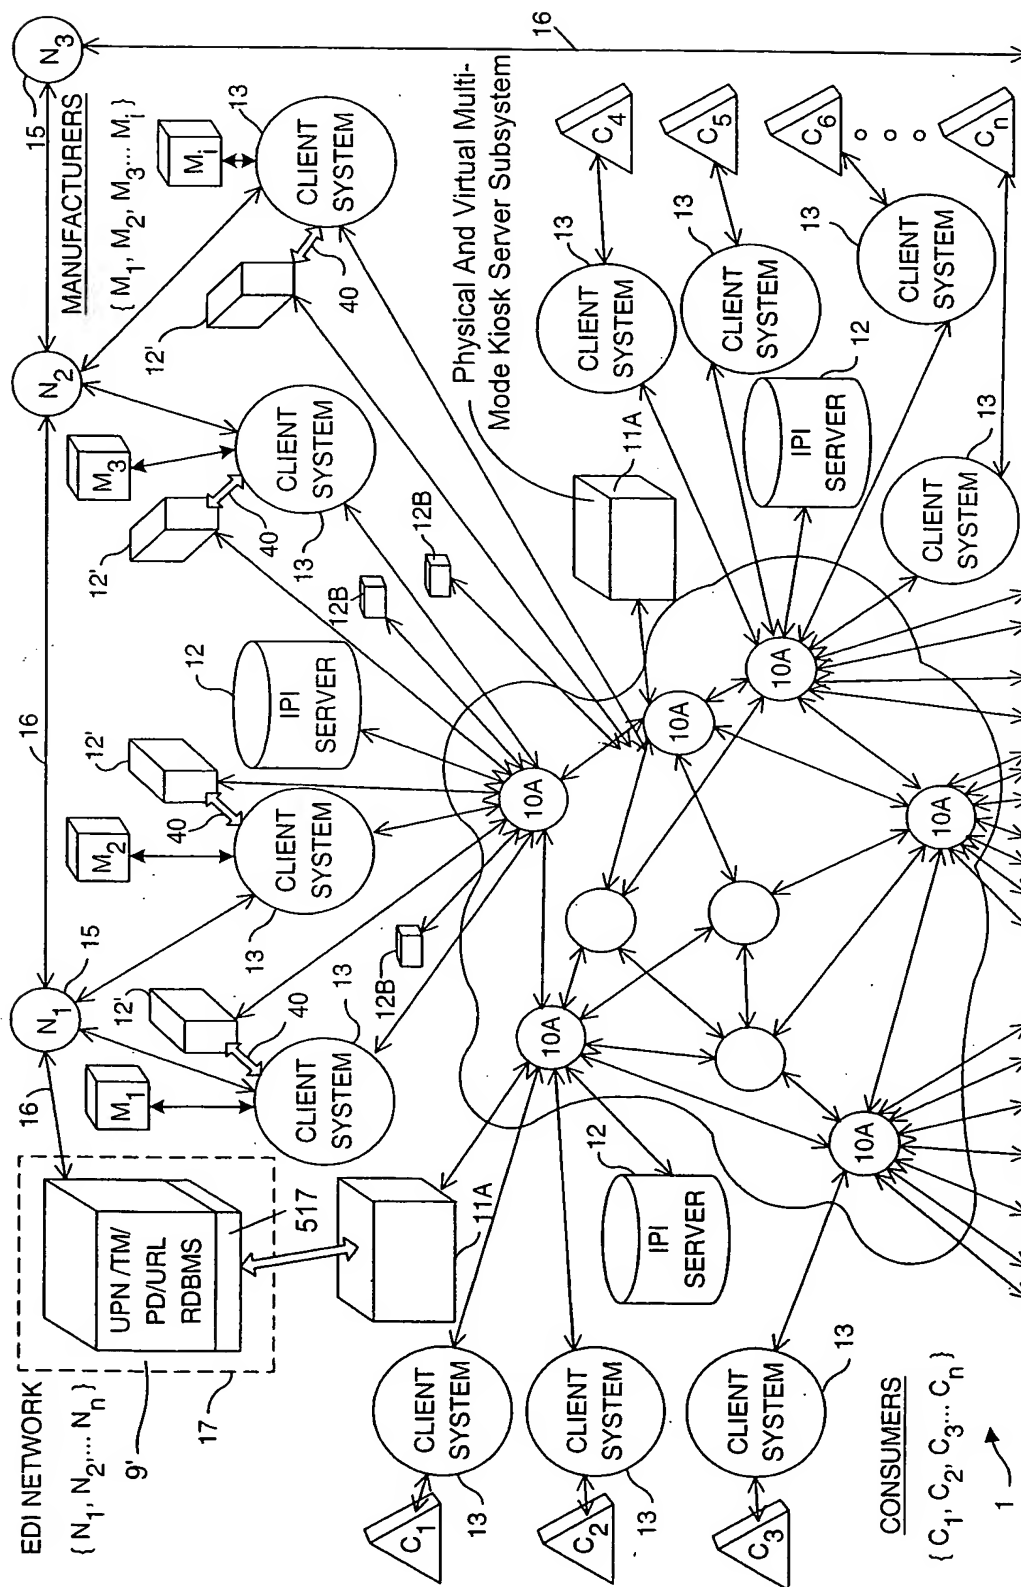 EDI NETWORK
{ N1, N2,... Nn }
9'
17
UPN /TM/
PD/URL
RDBMS
517
16
N1
15
16
N2
15
N3
16
MANUFACTURERS
{ M1, M2, M3... Mi }
M1
12'
40
CLIENT
SYSTEM
13
M2
12'
40
CLIENT
SYSTEM
13
IPI
SERVER
12
M3
12'
40
CLIENT
SYSTEM
13
Mi
12'
40
CLIENT
SYSTEM
13
12B
12B
12B
11A
Physical And Virtual Multi-
Mode Kiosk Server Subsystem
11A
10A
10A
10A
10A
10A
10A
C1
CLIENT
SYSTEM
13
C2
CLIENT
SYSTEM
13
C3
CLIENT
SYSTEM
13
IPI
SERVER
12
IPI
SERVER
12
CLIENT
SYSTEM
13
C4
CLIENT
SYSTEM
13
C5
CLIENT
SYSTEM
13
C6
CLIENT
SYSTEM
13
Cn
CONSUMERS
{ C1, C2, C3... Cn }
1